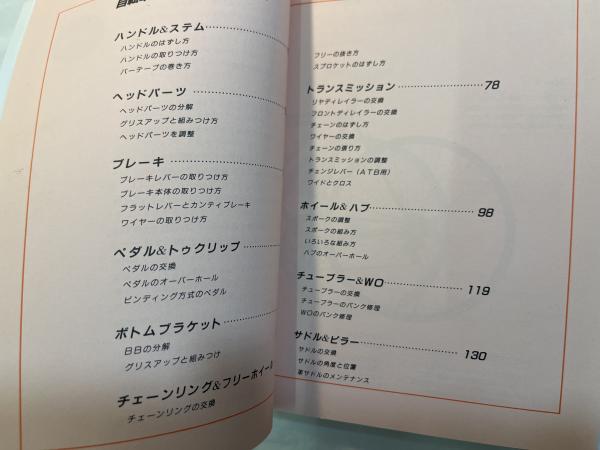 ハンドル&ステム
ハンドルのはずし方
ハンドルの取りつけ方
バーテープの巻き方
ヘッドパーツ
ヘッドパーツの分解
グリスアップと組みつけ方
ヘッドパーツを調整
ブレーキ
ブレーキレバーの取りつけ方
ブレーキ本体の取りつけ方
フラットレバーとカンティブレーキ
ワイヤーの取りつけ方
ペダル&トゥクリップ
ペダルの交換
ペダルのオーバーホール
ビンディング方式のペダル
ボトムブラケット
BBの分解
グリスアップと組みつけ
チェーンリング&フリーホイール
チェーンリングの交換
フリーの抜き方
スプロケットのはずし方
トランスミッション 78
リヤディレイラーの交換
フロントディレイラーの交換
チェーンのはずし方
ワイヤーの交換
チェーンの張り方
トランスミッションの調整
チェンジレバー(ATB用)
ワイドとクロス
ホイール&ハブ 98
スポークの調整
スポークの組み方
いろいろな組み方
ハブのオーバーホール
チューブラー&WO 119
チューブラーの交換
チューブラーのパンク修理
WOのパンク修理
サドル&ピラー 130
サドルの交換
サドルの角度と位置
革サドルのメンテナンス